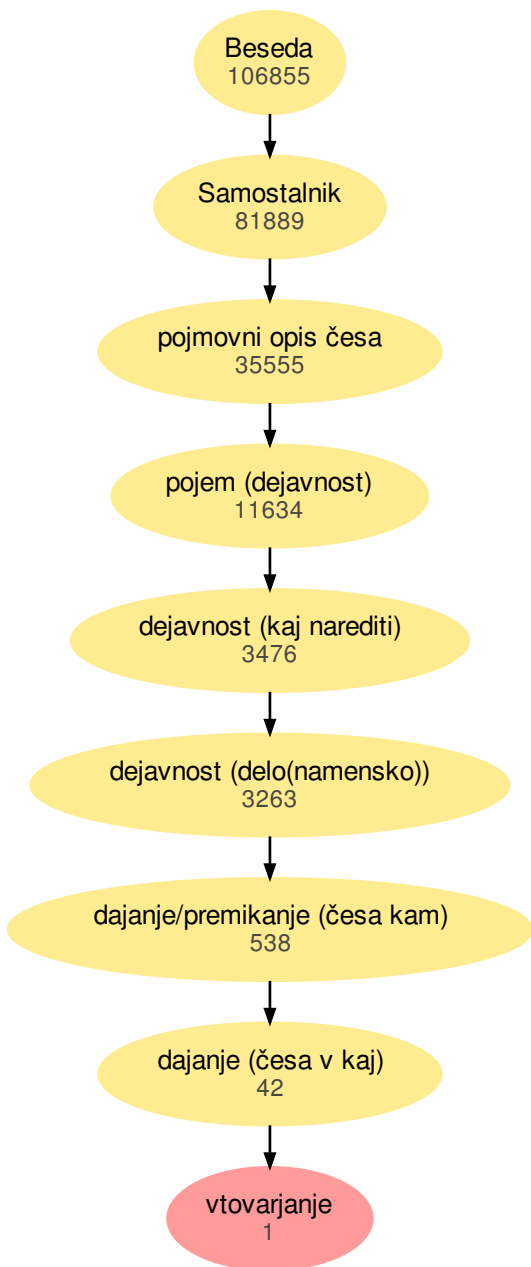 Beseda
106855
Samostalnik
81889
pojmovni opis česa
35555
pojem (dejavnost)
11634
dejavnost (kaj narediti)
3476
dejavnost (delo(namensko))
3263
dajanje/premikanje (česa kam)
538
dajanje (česa v kaj)
42
vtovarjanje
1